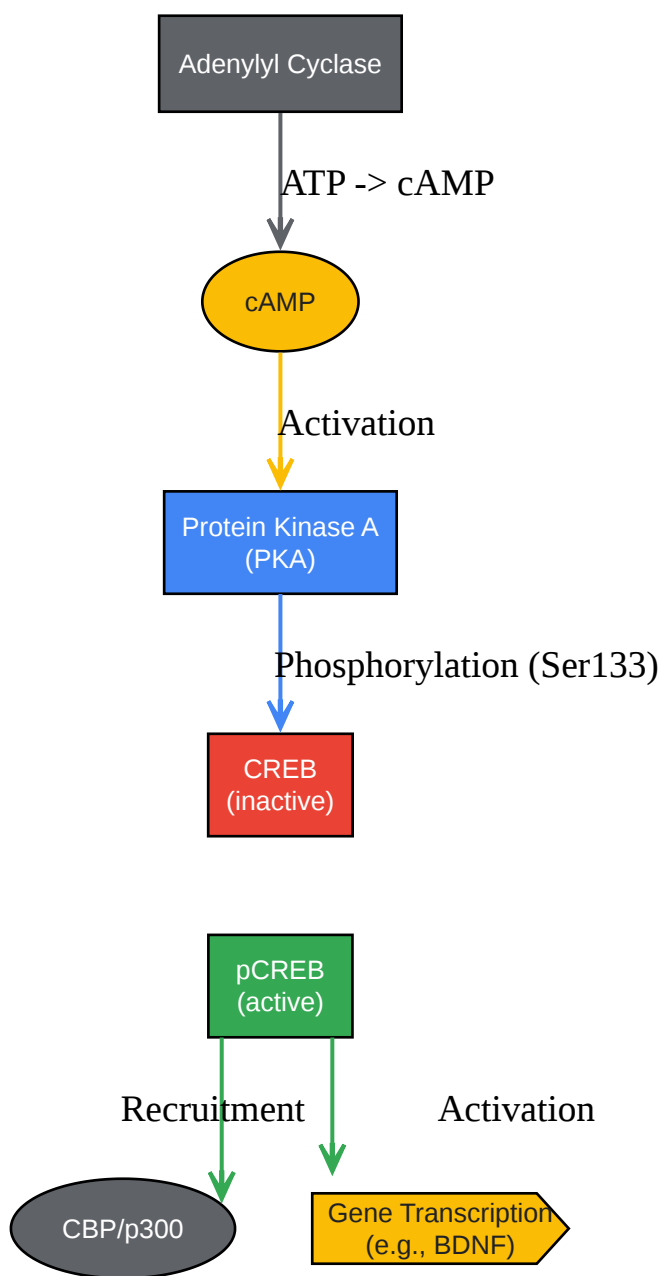 Adenylyl Cyclase
ATP -> cAMP
cAMP
Activation
Protein Kinase A
(PKA)
Phosphorylation (Ser133)
CREB
(inactive)
pCREB
(active)
Recruitment
Activation
CBP/p300
Gene Transcription
(e.g., BDNF)